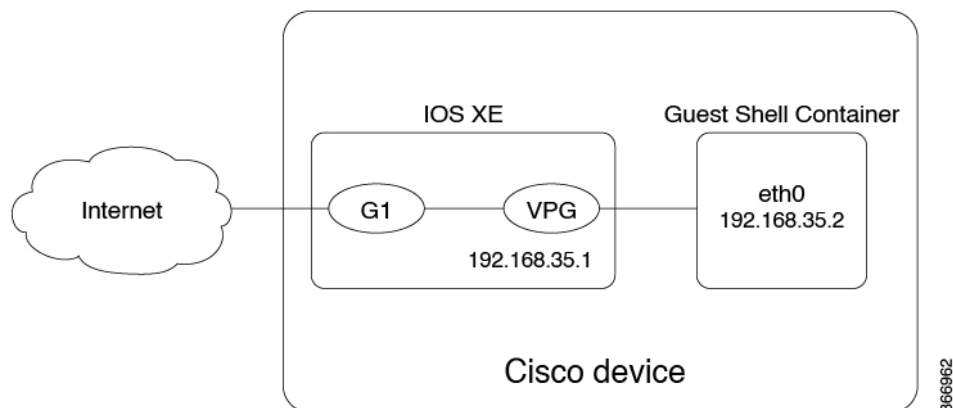 IOS XE
Guest Shell Container
Internet
G1
VPG
eth0
192.168.35.2
192.168.35.1
Cisco device
366962